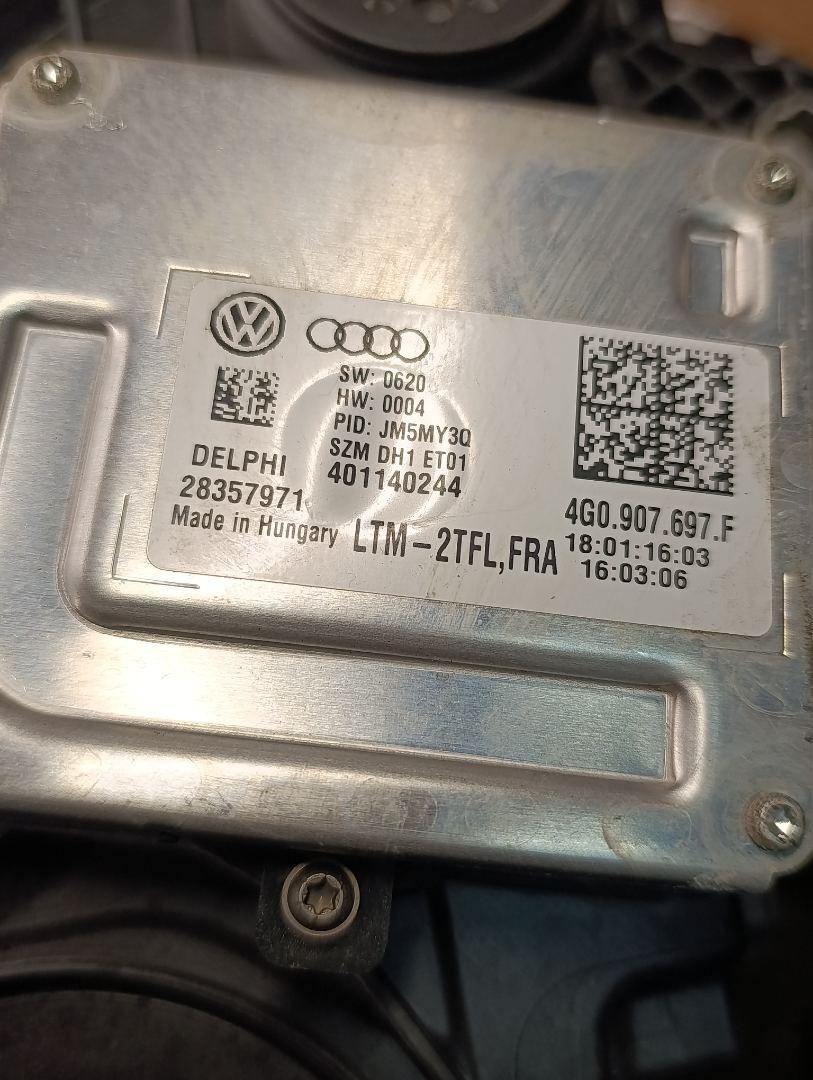 SW: 0620
HW: 0004
PID: JM5MY3Q
SZM DH1 ET01
401140244
DELPHI
28357971
Made in Hungary
LTM-2TFL,FRA
4G0.907.697.F
18:01:16:03
16:03:06